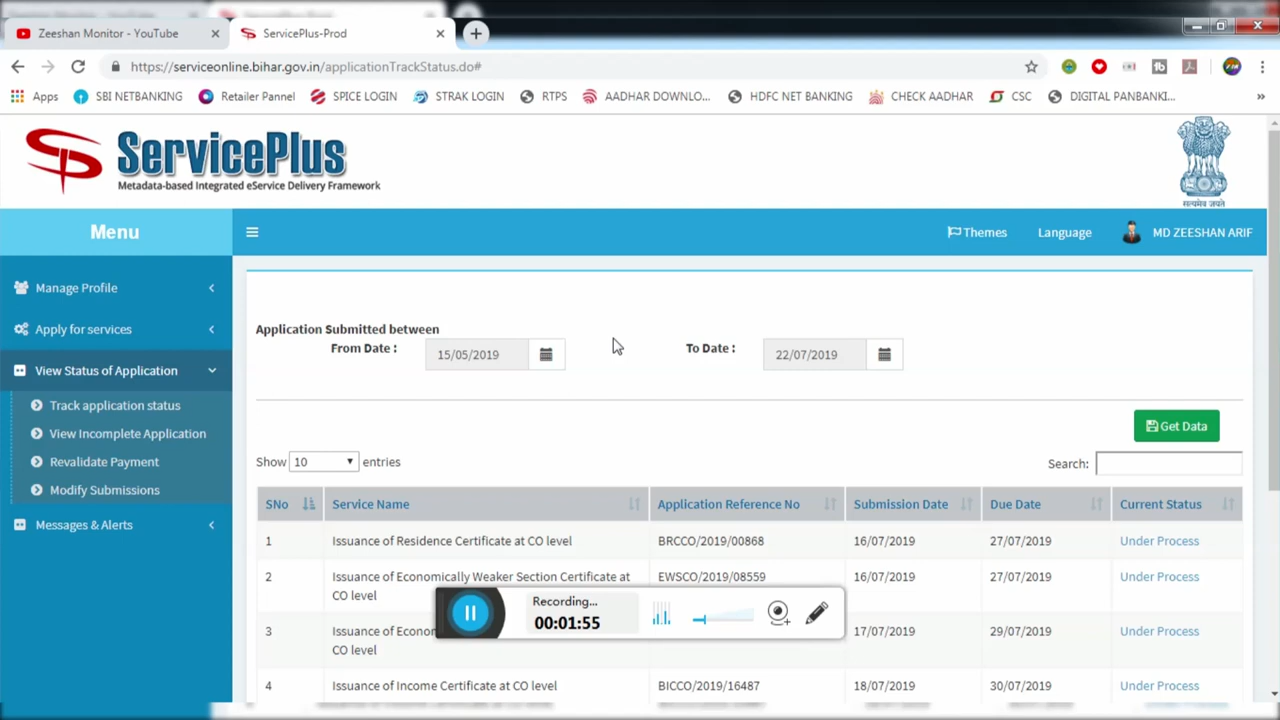 Zeeshan Monitor - YouTube
ServicePlus-Prod
https://serviceonline.bihar.gov.in/applicationTrackStatus.do#
Apps
SBI NETBANKING
Retailer Pannel
SPICE LOGIN
STRAK LOGIN
RTPS
AADHAR DOWNLO...
HDFC NET BANKING
CHECK AADHAR
CSC
DIGITAL PANBANKI...
ServicePlus
Metadata-based Integrated eService Delivery Framework
सत्यमेव जयते
Menu
Themes
Language
MD ZEESHAN ARIF
Manage Profile
Apply for services
View Status of Application
Track application status
View Incomplete Application
Revalidate Payment
Modify Submissions
Messages & Alerts
Application Submitted between
From Date : 15/05/2019
To Date : 22/07/2019
Get Data
Show 10 entries
Search:
SNo Service Name Application Reference No Submission Date Due Date Current Status
1 Issuance of Residence Certificate at CO level BRCCO/2019/00868 16/07/2019 27/07/2019 Under Process
2 Issuance of Economically Weaker Section Certificate at EWSCO/2019/08559 16/07/2019 27/07/2019 Under Process
CO level
3 Issuance of Econ 17/07/2019 29/07/2019 Under Process
CO level
4 Issuance of Income Certificate at CO level BICCO/2019/16487 18/07/2019 30/07/2019 Under Process
Recording...
00:01:55